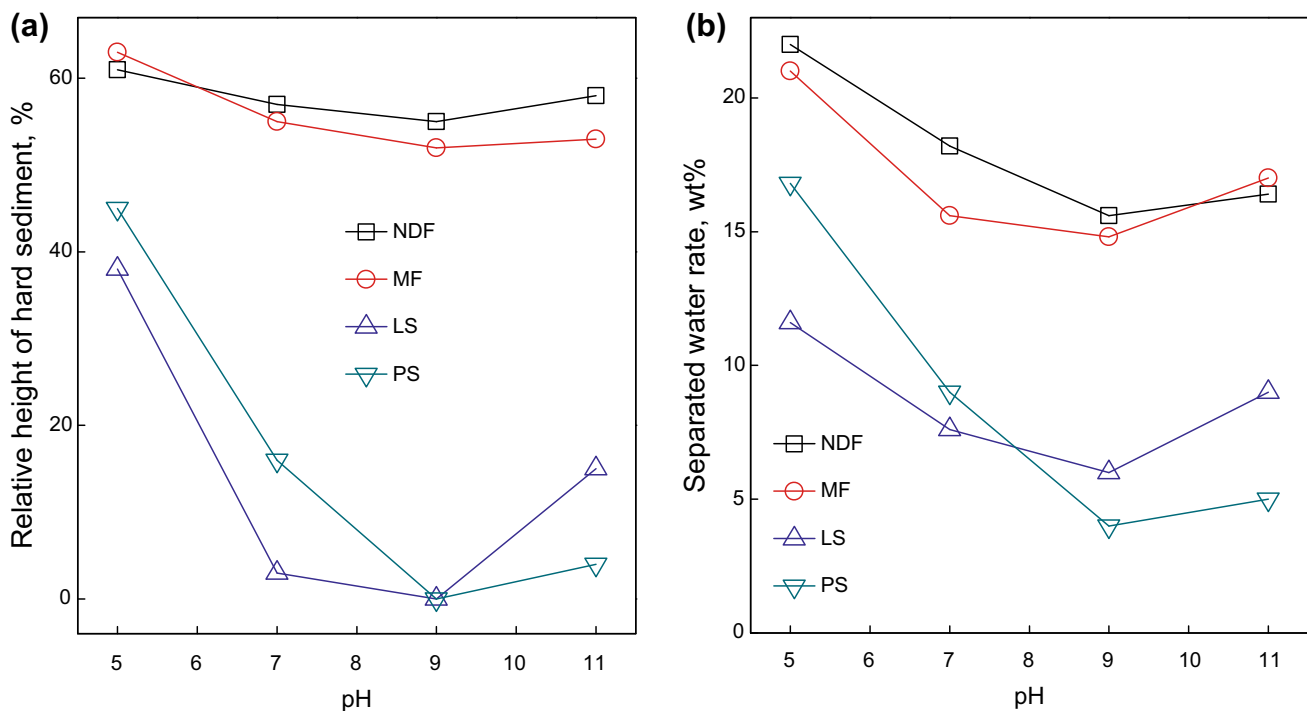 (a)
Relative height of hard sediment, %
60
40
20
0
NDF
MF
LS
PS
5 6 7 8 9 10 11
pH
(b)
Separated water rate, wt%
20
15
10
5
0
NDF
MF
LS
PS
5 6 7 8 9 10 11
pH